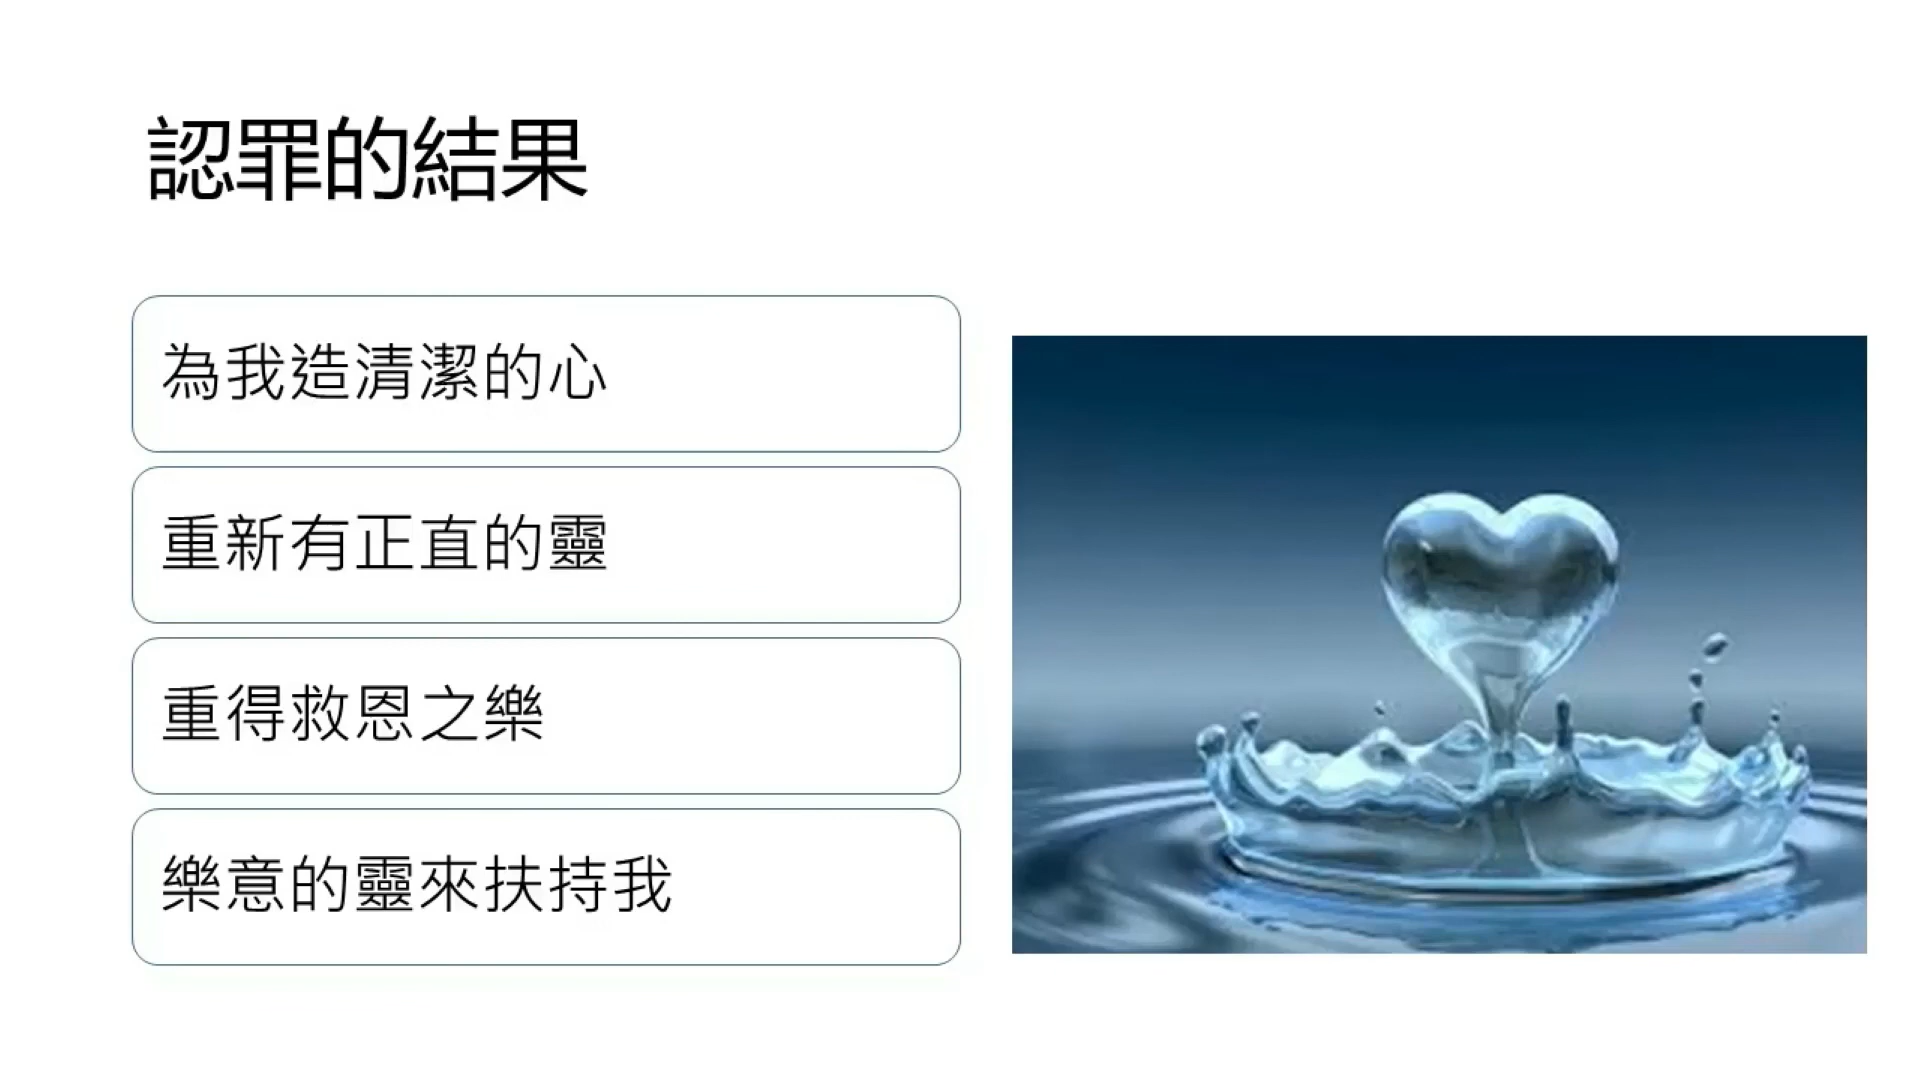 認罪的結果
為我造清潔的心
重新有正直的靈
重得救恩之樂
樂意的靈來扶持我